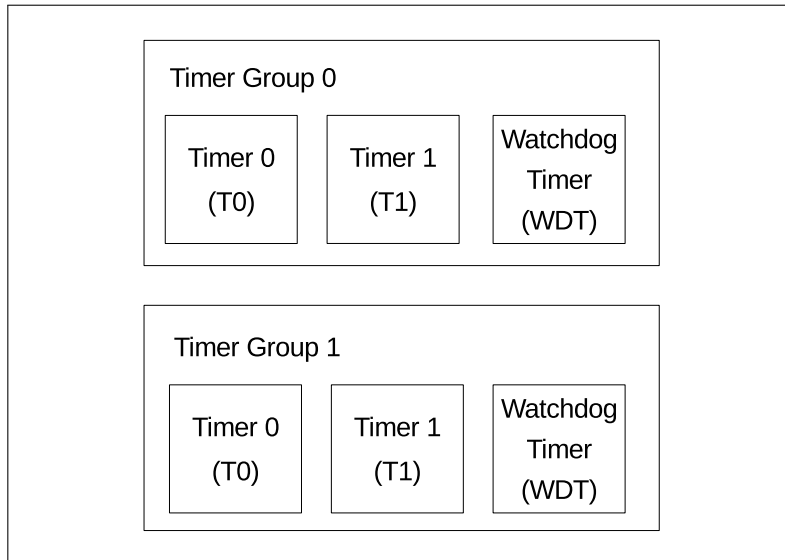 Timer Group 0
Timer 0
(T0)
Timer 1
(T1)
Watchdog
Timer
(WDT)
Timer Group 1
Timer 0
(T0)
Timer 1
(T1)
Watchdog
Timer
(WDT)